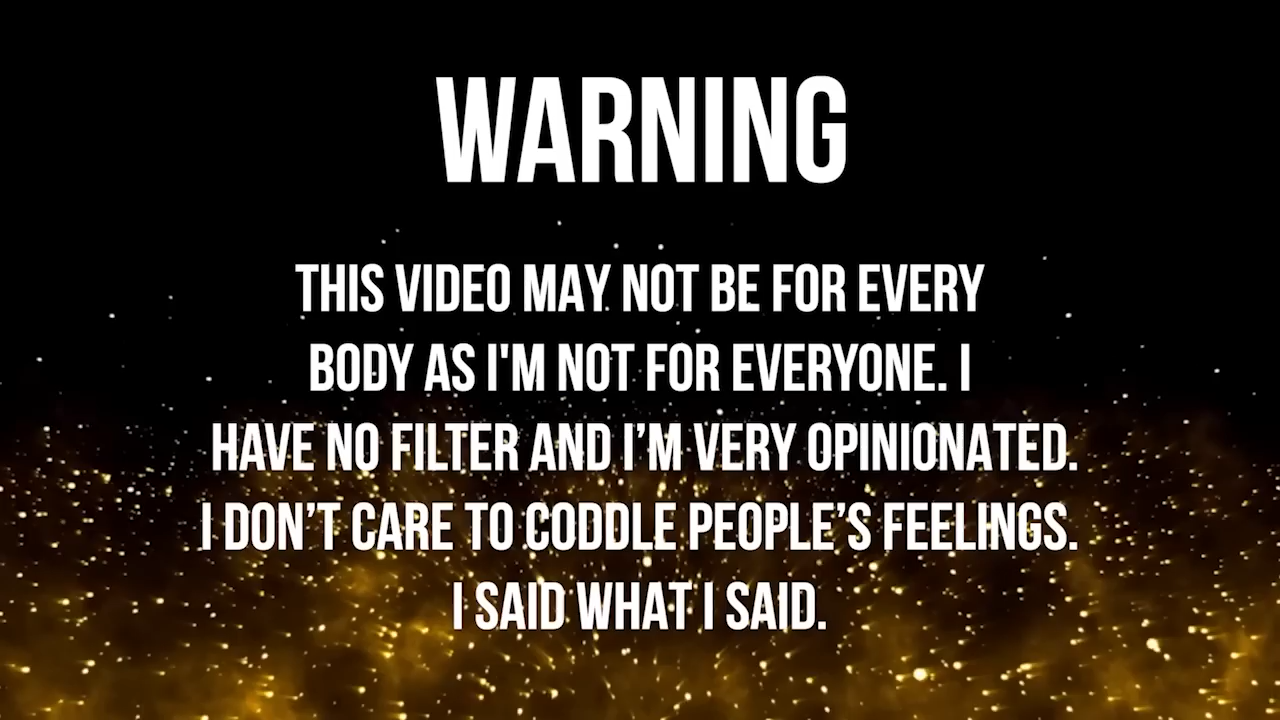 WARNING
THIS VIDEO MAY NOT BE FOR EVERY
BODY AS I'M NOT FOR EVERYONE. I
HAVE NO FILTER AND I’M VERY OPINIONATED.
I DON’T CARE TO CODDLE PEOPLE’S FEELINGS.
I SAID WHAT I SAID.